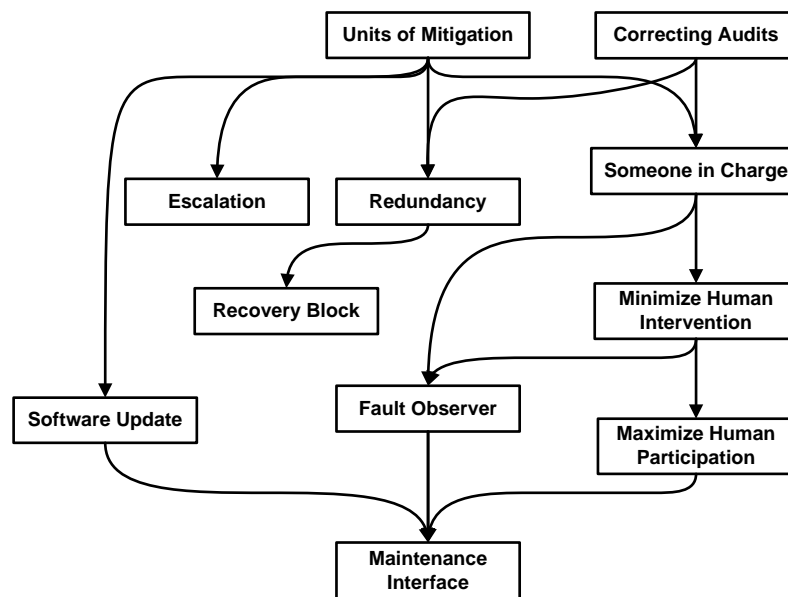 Units of Mitigation
Correcting Audits
Someone in Charge
Escalation
Redundancy
Recovery Block
Minimize Human
Intervention
Software Update
Fault Observer
Maximize Human
Participation
Maintenance
Interface